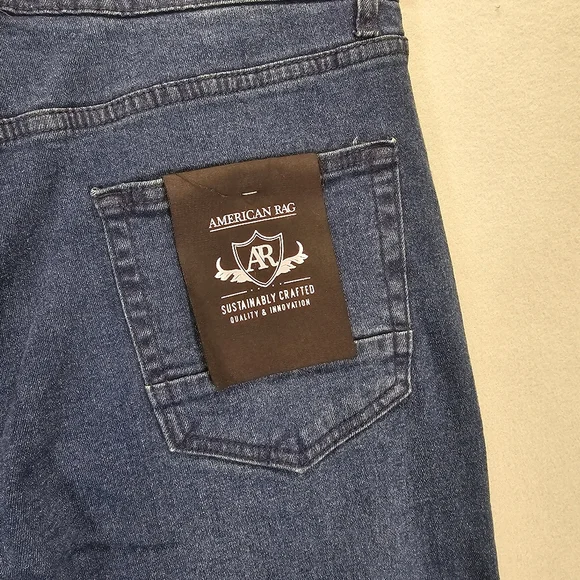 AMERICAN RAG
AR
SUSTAINABLY CRAFTED
QUALITY & INNOVATION